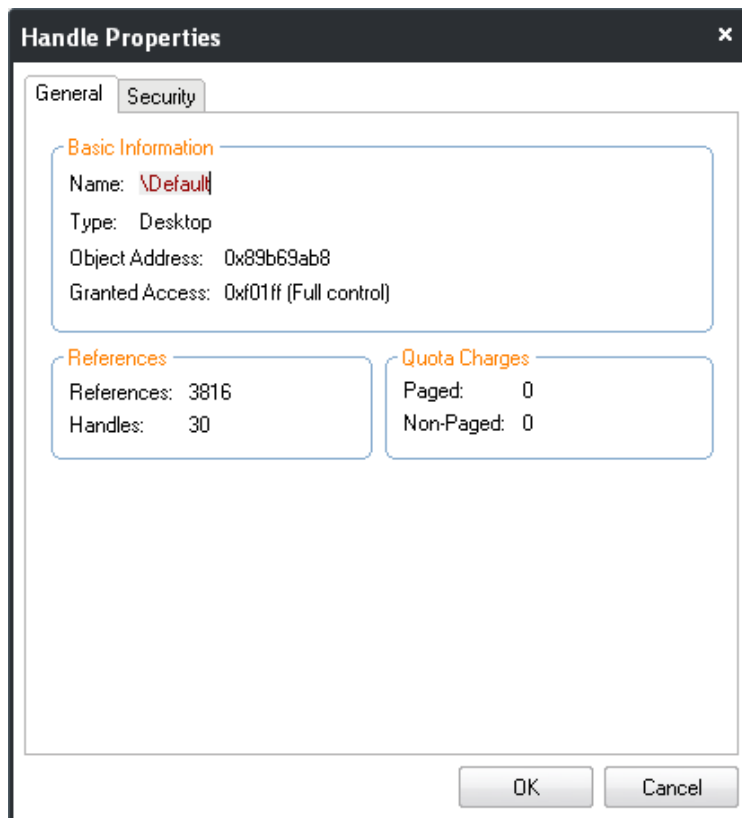 Handle Properties
General Security
Basic Information
Name: \Default
Type: Desktop
Object Address: 0x89b69ab8
Granted Access: 0xf01ff (Full control)
References
References: 3816
Handles: 30
Quota Charges
Paged: 0
Non-Paged: 0
OK Cancel